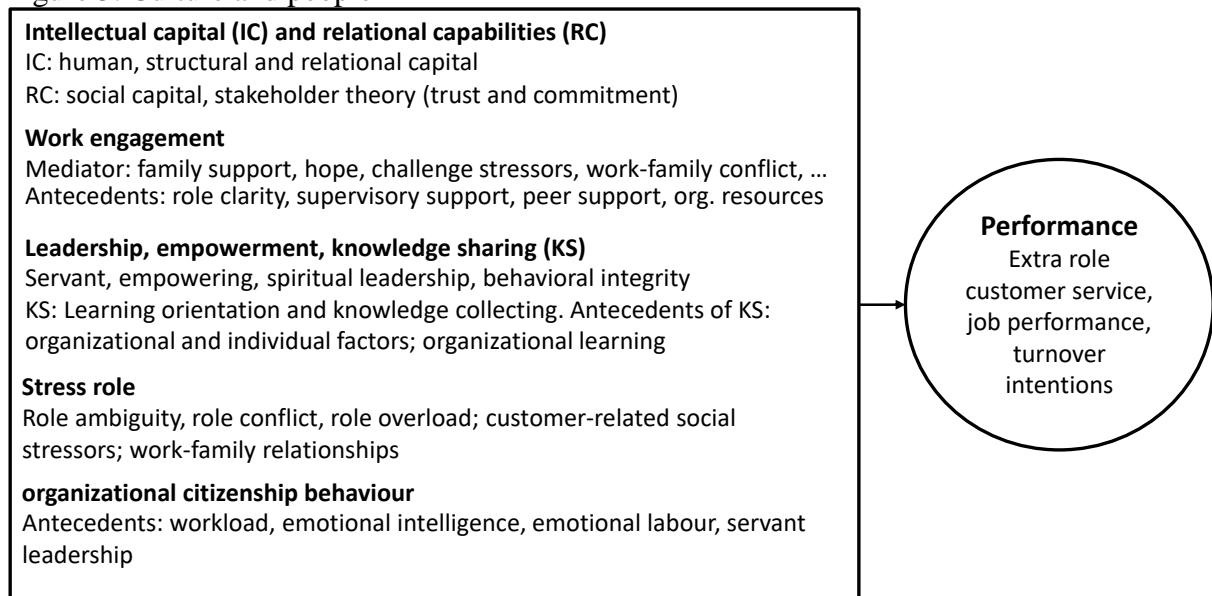 Intellectual capital (IC) and relational capabilities (RC)
IC: human, structural and relational capital
RC: social capital, stakeholder theory (trust and commitment)
Work engagement
Mediator: family support, hope, challenge stressors, work-family conflict, ...
Antecedents: role clarity, supervisory support, peer support, org. resources
Leadership, empowerment, knowledge sharing (KS)
Servant, empowering, spiritual leadership, behavioral integrity
KS: Learning orientation and knowledge collecting. Antecedents of KS:
organizational and individual factors; organizational learning
Stress role
Role ambiguity, role conflict, role overload; customer-related social
stressors; work-family relationships
organizational citizenship behaviour
Antecedents: workload, emotional intelligence, emotional labour, servant
leadership
Performance
Extra role
customer service,
job performance,
turnover
intentions